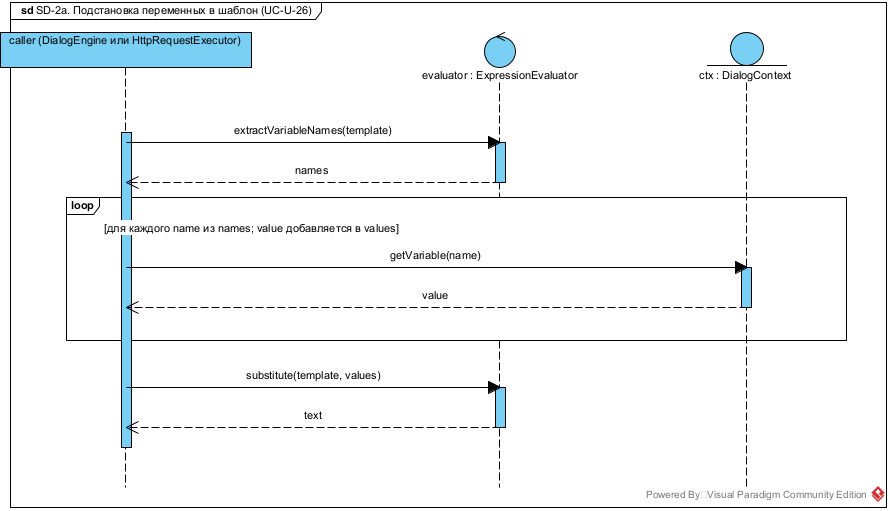 sd SD-2a. Подстановка переменных в шаблон (UC-U-26)
caller (DialogEngine или HttpRequestExecutor)
evaluator : ExpressionEvaluator
ctx : DialogContext
extractVariableNames(template)
names
loop
[для каждого name из names; value добавляется в values]
getVariable(name)
value
substitute(template, values)
text
Powered By Visual Paradigm Community Edition